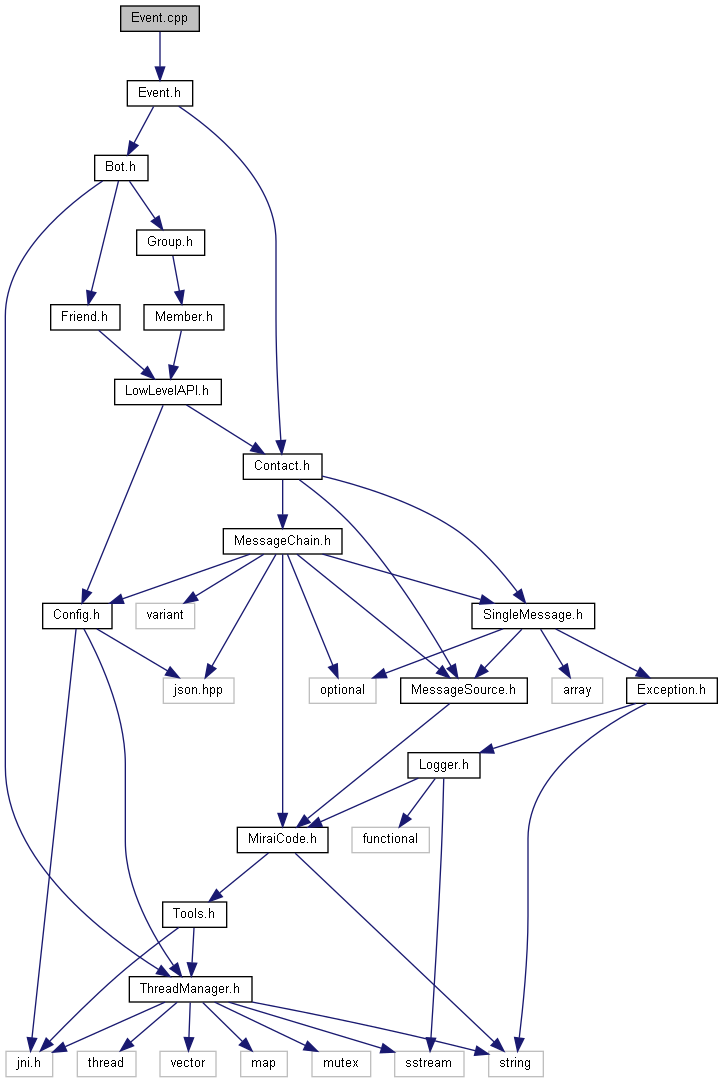 Event.cpp
Event.h
Bot.h
Group.h
Friend.h
Member.h
LowLevelAPI.h
Contact.h
MessageChain.h
Config.h
variant
SingleMessage.h
json.hpp
optional
MessageSource.h
array
Exception.h
Logger.h
MiraiCode.h
functional
Tools.h
ThreadManager.h
jni.h
thread
vector
map
mutex
sstream
string